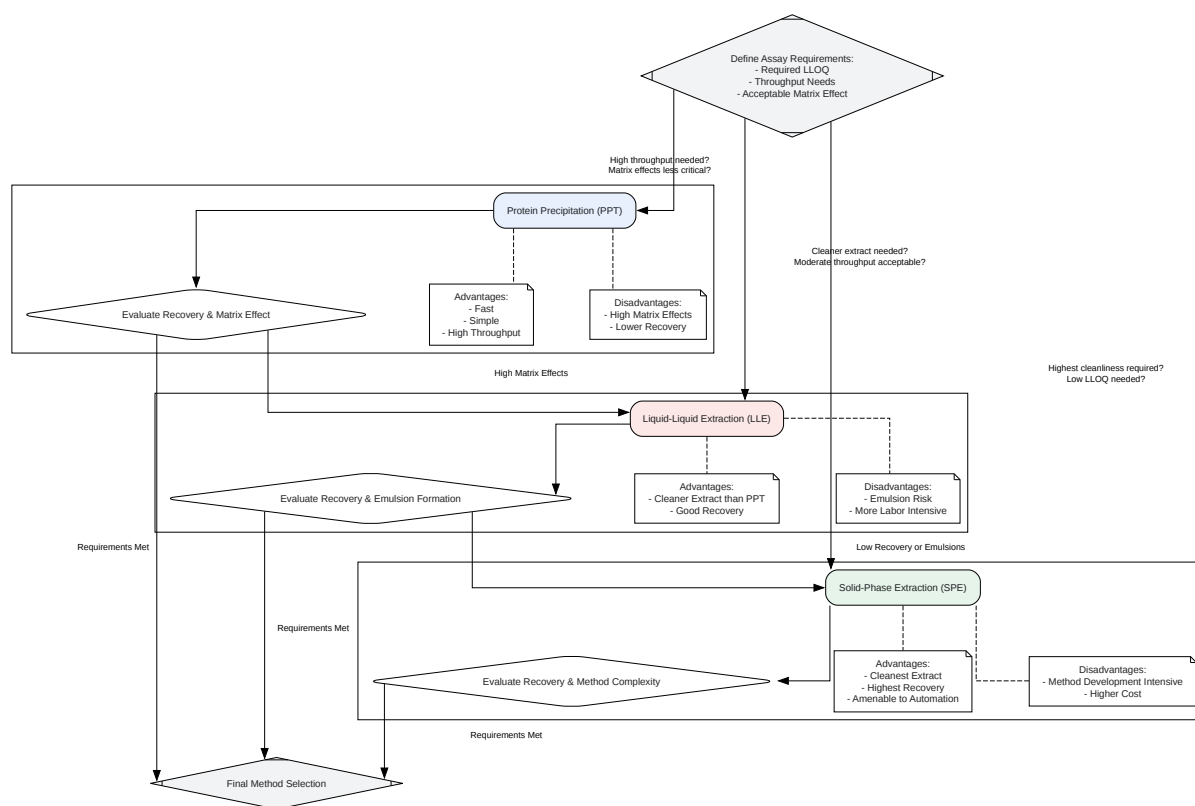 Define Assay Requirements:
- Required LLOQ
- Throughput Needs
- Acceptable Matrix Effect
High throughput needed?
Matrix effects less critical?
Protein Precipitation (PPT)
Cleaner extract needed?
Moderate throughput acceptable?
Advantages:
- Fast
- Simple
- High Throughput
Disadvantages:
- High Matrix Effects
- Lower Recovery
Evaluate Recovery & Matrix Effect
High Matrix Effects
Highest cleanliness required?
Low LLOQ needed?
Liquid-Liquid Extraction (LLE)
Advantages:
- Cleaner Extract than PPT
- Good Recovery
Disadvantages:
- Emulsion Risk
- More Labor Intensive
Evaluate Recovery & Emulsion Formation
Requirements Met
Low Recovery or Emulsions
Solid-Phase Extraction (SPE)
Requirements Met
Advantages:
- Cleanest Extract
- Highest Recovery
- Amenable to Automation
Disadvantages:
- Method Development Intensive
- Higher Cost
Evaluate Recovery & Method Complexity
Requirements Met
Final Method Selection